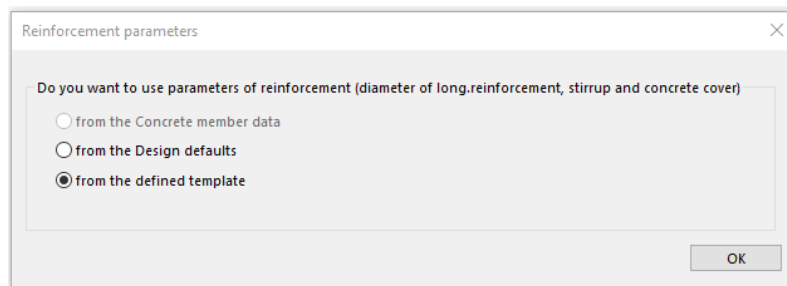 Reinforcement parameters
Do you want to use parameters of reinforcement (diameter of long.reinforcement, stirrup and concrete cover)
from the Concrete member data
from the Design defaults
from the defined template
OK